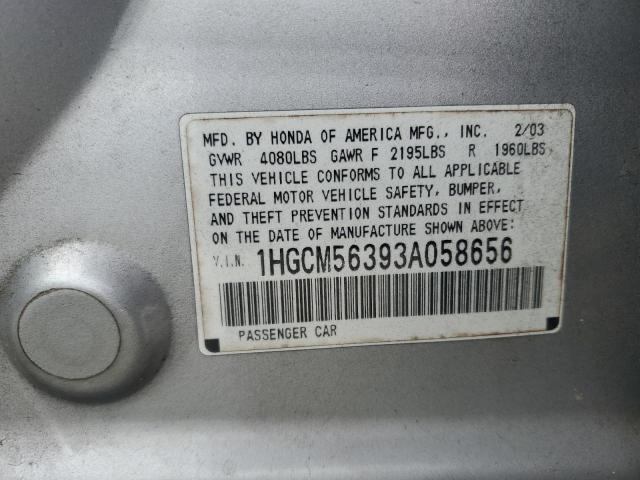 MFD. BY HONDA OF AMERICA MFG., INC. 2/03
GVWR 4080LBS GAWR F 2195LBS R 1960LBS
THIS VEHICLE CONFORMS TO ALL APPLICABLE
FEDERAL MOTOR VEHICLE SAFETY, BUMPER,
AND THEFT PREVENTION STANDARDS IN EFFECT
ON THE DATE OF MANUFACTURE SHOWN ABOVE:
V.I.N. 1HGCM56393A058656
PASSENGER CAR